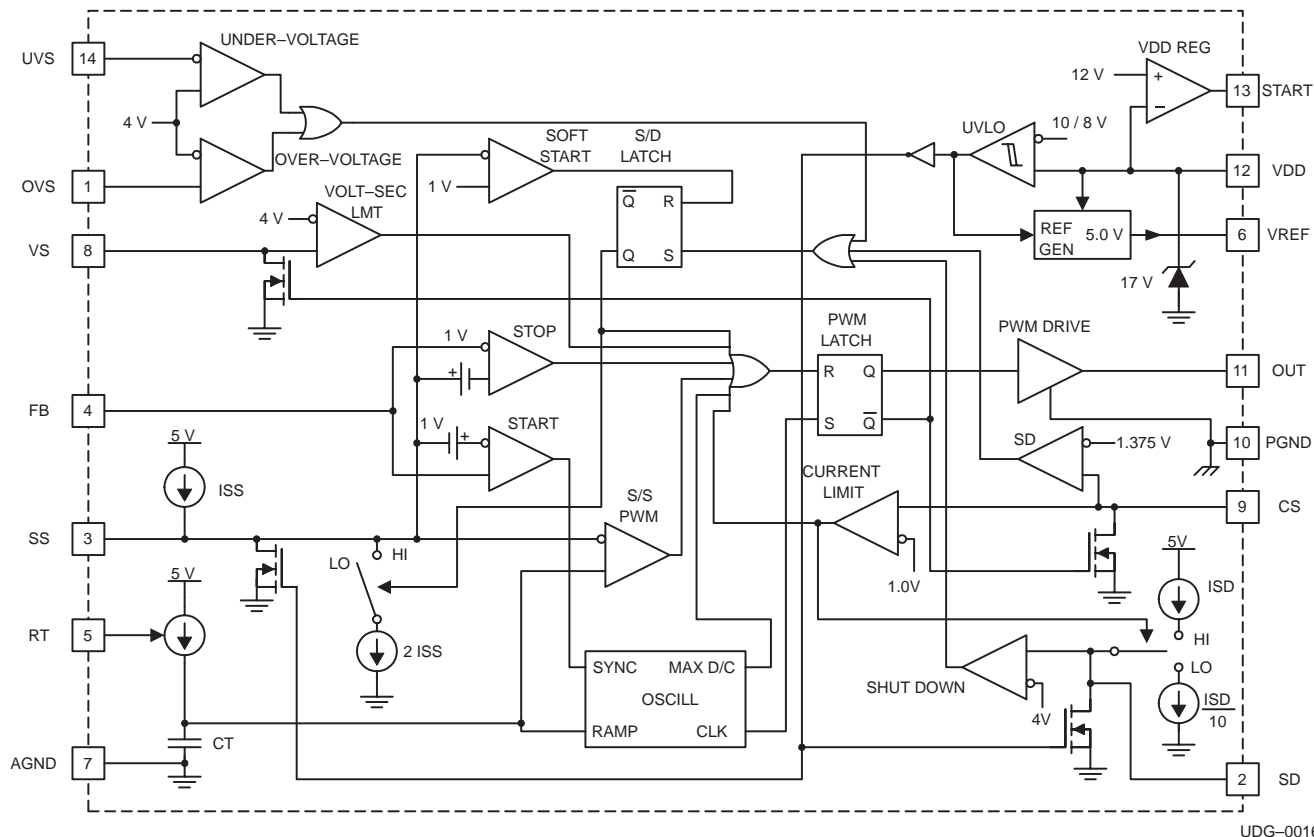 UNDER–VOLTAGE
UVS
14
4 V
OVER–VOLTAGE
OVS
1
VOLT–SEC
LMT
4 V
VS
8
SOFT
START
1 V
S/D
LATCH
Q
R
Q
S
VDD REG
12 V
+
–
13
START
10 / 8 V
UVLO
12
VDD
REF
GEN
5.0 V
6
VREF
17 V
1 V
STOP
+
FB
4
1 V
+
START
PWM
LATCH
R
Q
S
Q
PWM DRIVE
11
OUT
10
PGND
SD
1.375 V
5 V
ISS
SS
3
HI
LO
2 ISS
S/S
PWM
CURRENT
LIMIT
1.0V
9
CS
5V
ISD
HI
LO
ISD
10
5 V
RT
5
CT
AGND
7
SYNC
MAX D/C
OSCILL
RAMP
CLK
SHUT DOWN
4V
2
SD